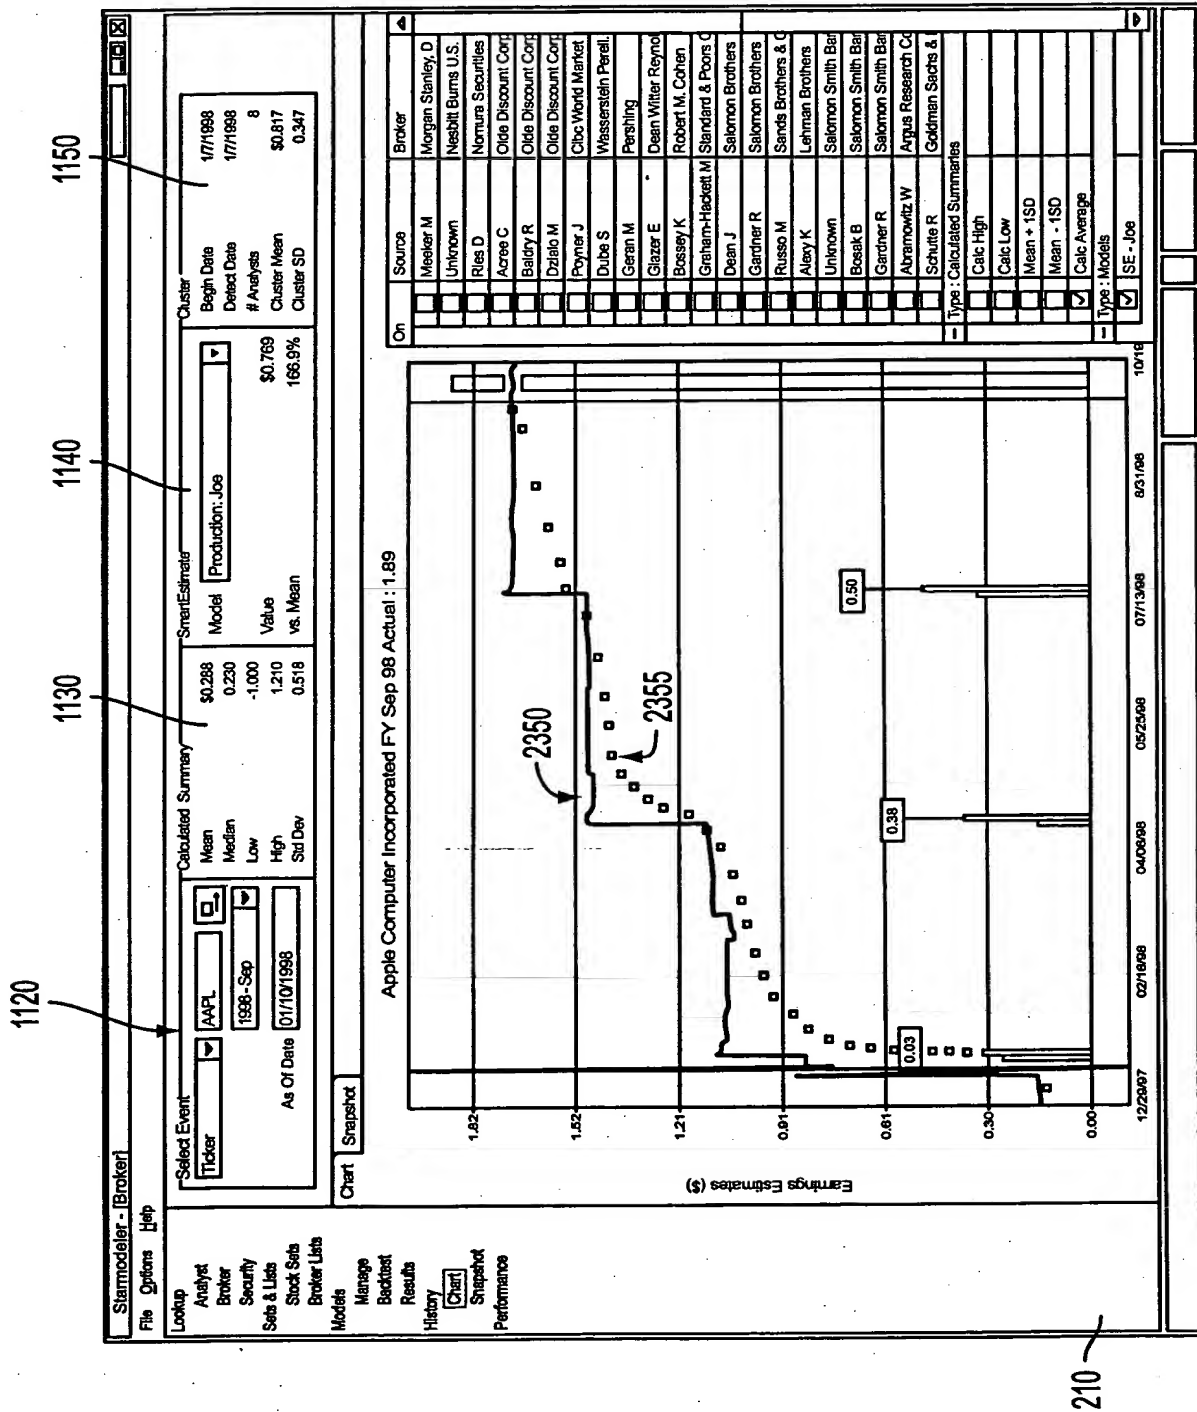 1120
1130
1140
1150
Starmodeler - [Broker]
File Options Help
Lookup
Analyst
Broker
Security
Sets & Lists
Stock Sets
Broker Lists
Models
Manage
Backtest
Results
History
Chart
Snapshot
Performance
210
Select Event
Ticker
AAPL
1998 - Sep
As Of Date 01/10/1998
Calculated Summary
Mean $0.288
Median 0.230
Low -1.000
High 1.210
Std Dev 0.518
SmartEstimate
Model Production: Joe
Value $0.769
vs. Mean 166.9%
Cluster
Begin Date 1/7/1998
Detect Date 1/7/1998
# Analysts 8
Cluster Mean $0.817
Cluster SD 0.347
Chart Snapshot
Apple Computer Incorporated FY Sep 98 Actual : 1.89
Earnings Estimates ($)
1.82
1.52
1.21
0.91
0.61
0.30
0.00
2350
2355
0.03
0.38
0.50
12/29/97 02/16/98 04/06/98 05/25/98 07/13/98 8/31/98 10/19
On Source Broker
Meeker M Morgan Stanley, D
Unknown Nesbitt Burns U.S.
Ries D Nomura Securities
Acree C Olde Discount Corp
Baldry R Olde Discount Corp
Dzialo M Olde Discount Corp
Poyner J Cibc World Market
Dube S Wasserstein Perell.
Geran M Pershing
Glazer E Dean Witter Reynol
Bossey K Robert M. Cohen
Graham-Hackett M Standard & Poors C
Dean J Salomon Brothers
Gardner R Salomon Brothers
Russo M Sands Brothers & C
Alexy K Lehman Brothers
Unknown Salomon Smith Bar
Bosak B Salomon Smith Bar
Gardner R Salomon Smith Bar
Abramowitz W Argus Research Co
Schutte R Goldman Sachs &
- Type : Calculated Summaries
Calc High
Calc Low
Mean + 1SD
Mean - 1SD
Calc Average
- Type : Models
SE - Joe